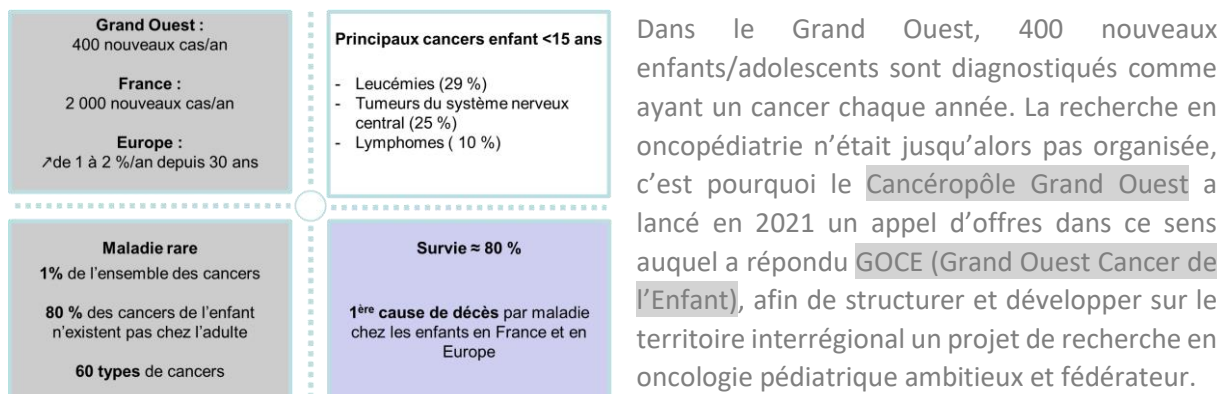 Grand Ouest :
400 nouveaux cas/an
France :
2 000 nouveaux cas/an
Europe :
↗de 1 à 2 %/an depuis 30 ans
Principaux cancers enfant <15 ans
- Leucémies (29 %)
- Tumeurs du système nerveux
central (25 %)
- Lymphomes ( 10 %)
Maladie rare
1% de l'ensemble des cancers
80 % des cancers de l'enfant
n'existent pas chez l'adulte
60 types de cancers
Survie ≈ 80 %
1ère cause de décès par maladie
chez les enfants en France et en
Europe
Dans le Grand Ouest, 400 nouveaux
enfants/adolescents sont diagnostiqués comme
ayant un cancer chaque année. La recherche en
oncopédiatrie n'était jusqu'alors pas organisée,
c'est pourquoi le Cancéropôle Grand Ouest a
lancé en 2021 un appel d'offres dans ce sens
auquel a répondu GOCE (Grand Ouest Cancer de
l'Enfant), afin de structurer et développer sur le
territoire interrégional un projet de recherche en
oncologie pédiatrique ambitieux et fédérateur.